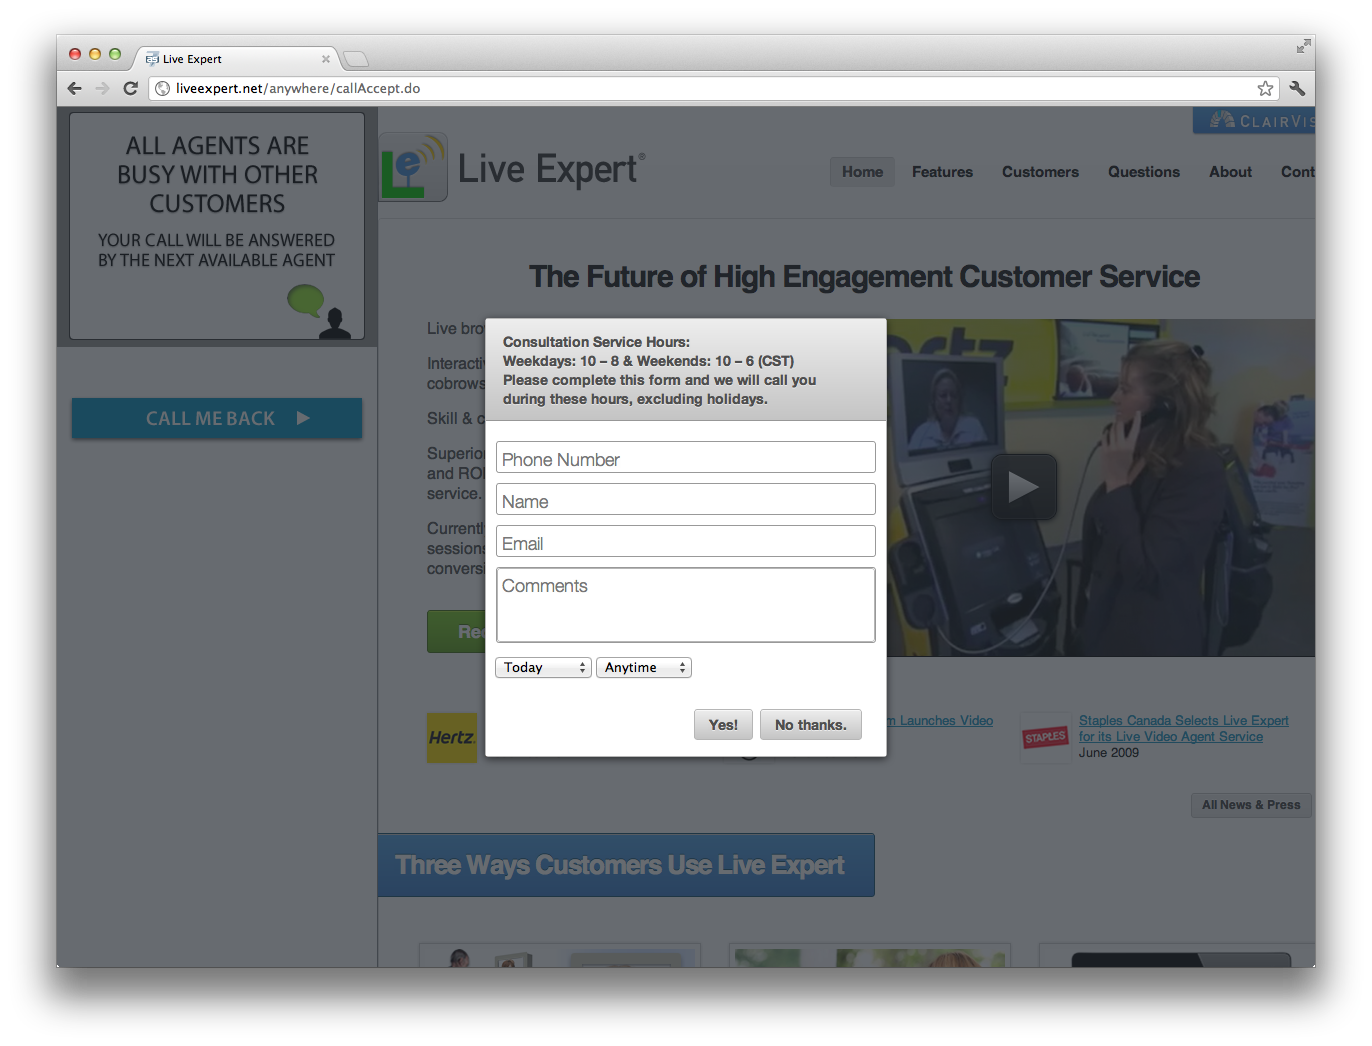 Live Expert
liveexpert.net/anywhere/callAccept.do
ALL AGENTS ARE
BUSY WITH OTHER
CUSTOMERS
YOUR CALL WILL BE ANSWERED
BY THE NEXT AVAILABLE AGENT
CALL ME BACK
Le
Live Expert®
CLAIRVIS
Home Features Customers Questions About Cont
The Future of High Engagement Customer Service
Live bro
Interactiv
cobrows
Skill & c
Superio
and RO
service.
Currentl
sessions
conversi
Rec
Consultation Service Hours:
Weekdays: 10 – 8 & Weekends: 10 – 6 (CST)
Please complete this form and we will call you
during these hours, excluding holidays.
Phone Number
Name
Email
Comments
Today Anytime
Yes! No thanks.
ertz
Hertz.
m Launches Video
STAPLES
Staples Canada Selects Live Expert
for its Live Video Agent Service
June 2009
All News & Press
Three Ways Customers Use Live Expert